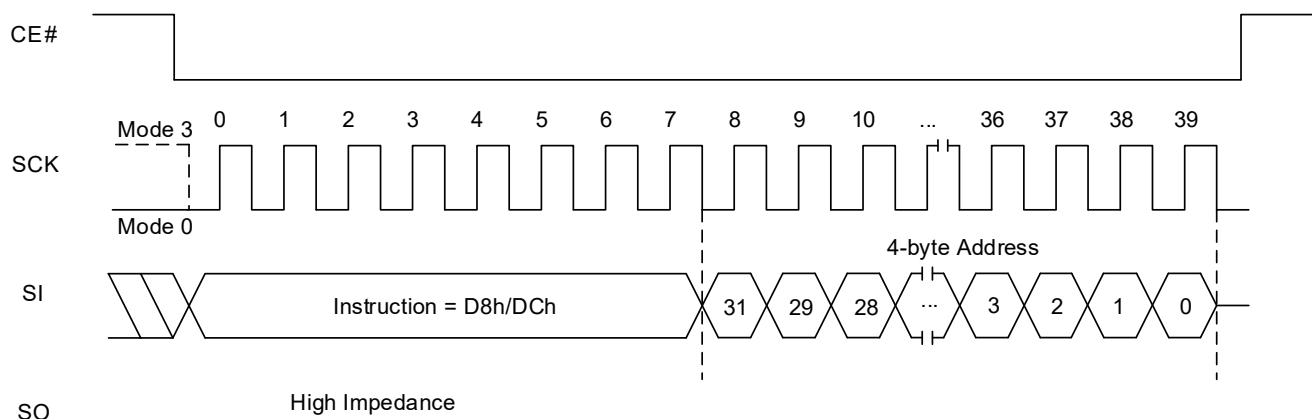 CE#
0 1 2 3 4 5 6 7 8 9 10 ... 36 37 38 39
Mode 3
SCK
Mode 0
4-byte Address
SI
Instruction = D8h/DCh 31 29 28 ... 3 2 1 0
High Impedance
SO